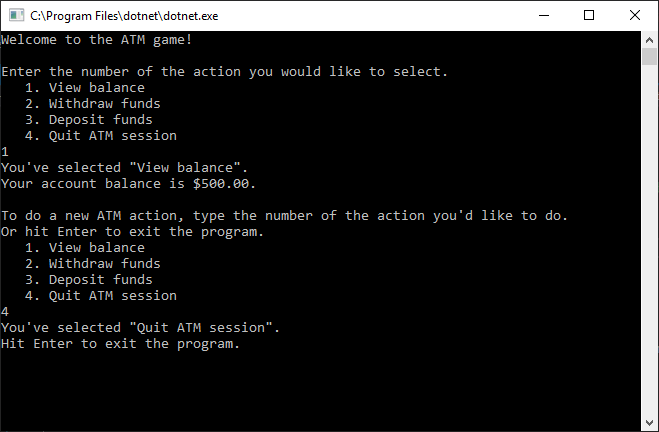 C:\Program Files\dotnet\dotnet.exe
Welcome to the ATM game!

Enter the number of the action you would like to select.
   1. View balance
   2. Withdraw funds
   3. Deposit funds
   4. Quit ATM session
1
You've selected "View balance".
Your account balance is $500.00.

To do a new ATM action, type the number of the action you'd like to do.
Or hit Enter to exit the program.
   1. View balance
   2. Withdraw funds
   3. Deposit funds
   4. Quit ATM session
4
You've selected "Quit ATM session".
Hit Enter to exit the program.